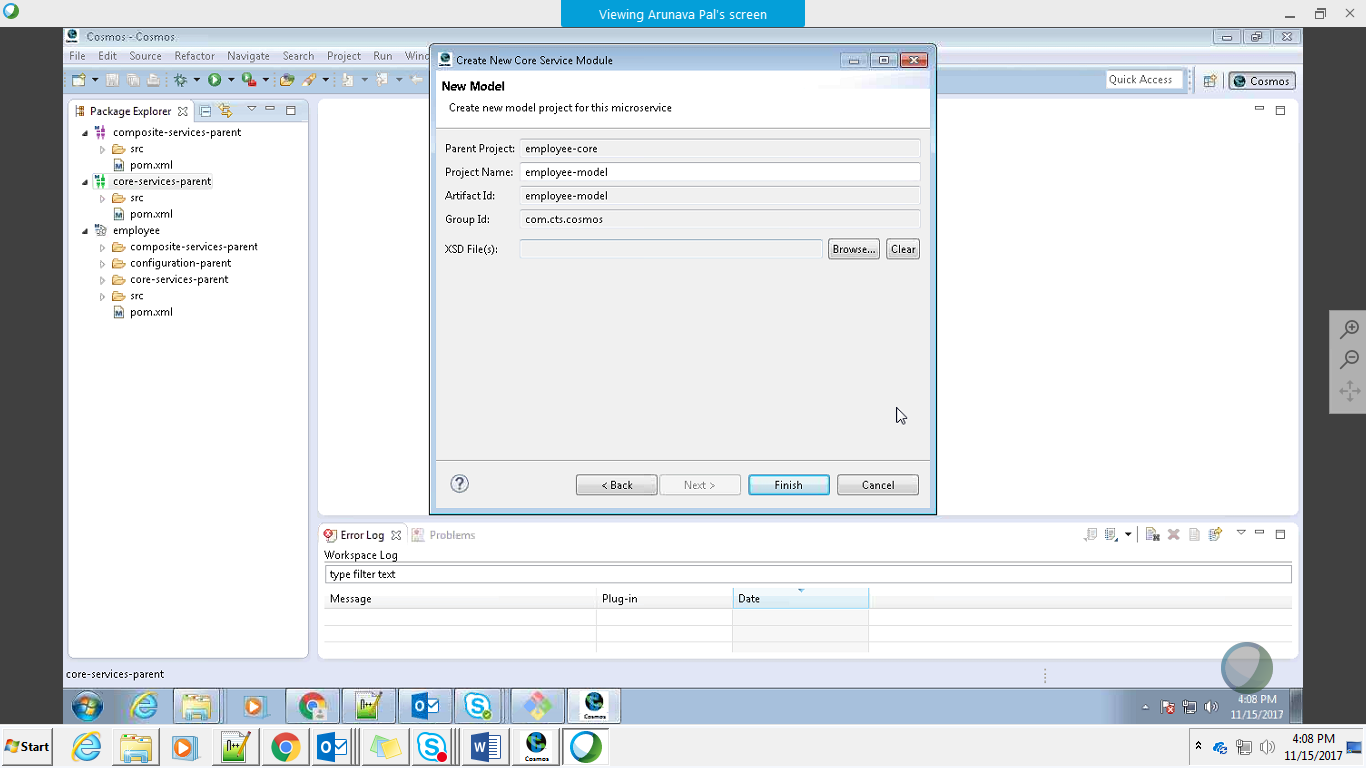 Viewing Arunava Pal's screen
Cosmos - Cosmos
File Edit Source Refactor Navigate Search Project Run Wind
Quick Access
Cosmos
Package Explorer
composite-services-parent
src
pom.xml
core-services-parent
src
pom.xml
employee
composite-services-parent
configuration-parent
core-services-parent
src
pom.xml
Create New Core Service Module
New Model
Create new model project for this microservice
Parent Project: employee-core
Project Name: employee-model
Artifact Id: employee-model
Group Id: com.cts.cosmos
XSD File(s): Browse... Clear
< Back Next > Finish Cancel
Error Log Problems
Workspace Log
type filter text
Message Plug-in Date
core-services-parent
Cosmos
4:08 PM
11/15/2017
Start
Cosmos
4:08 PM
11/15/2017